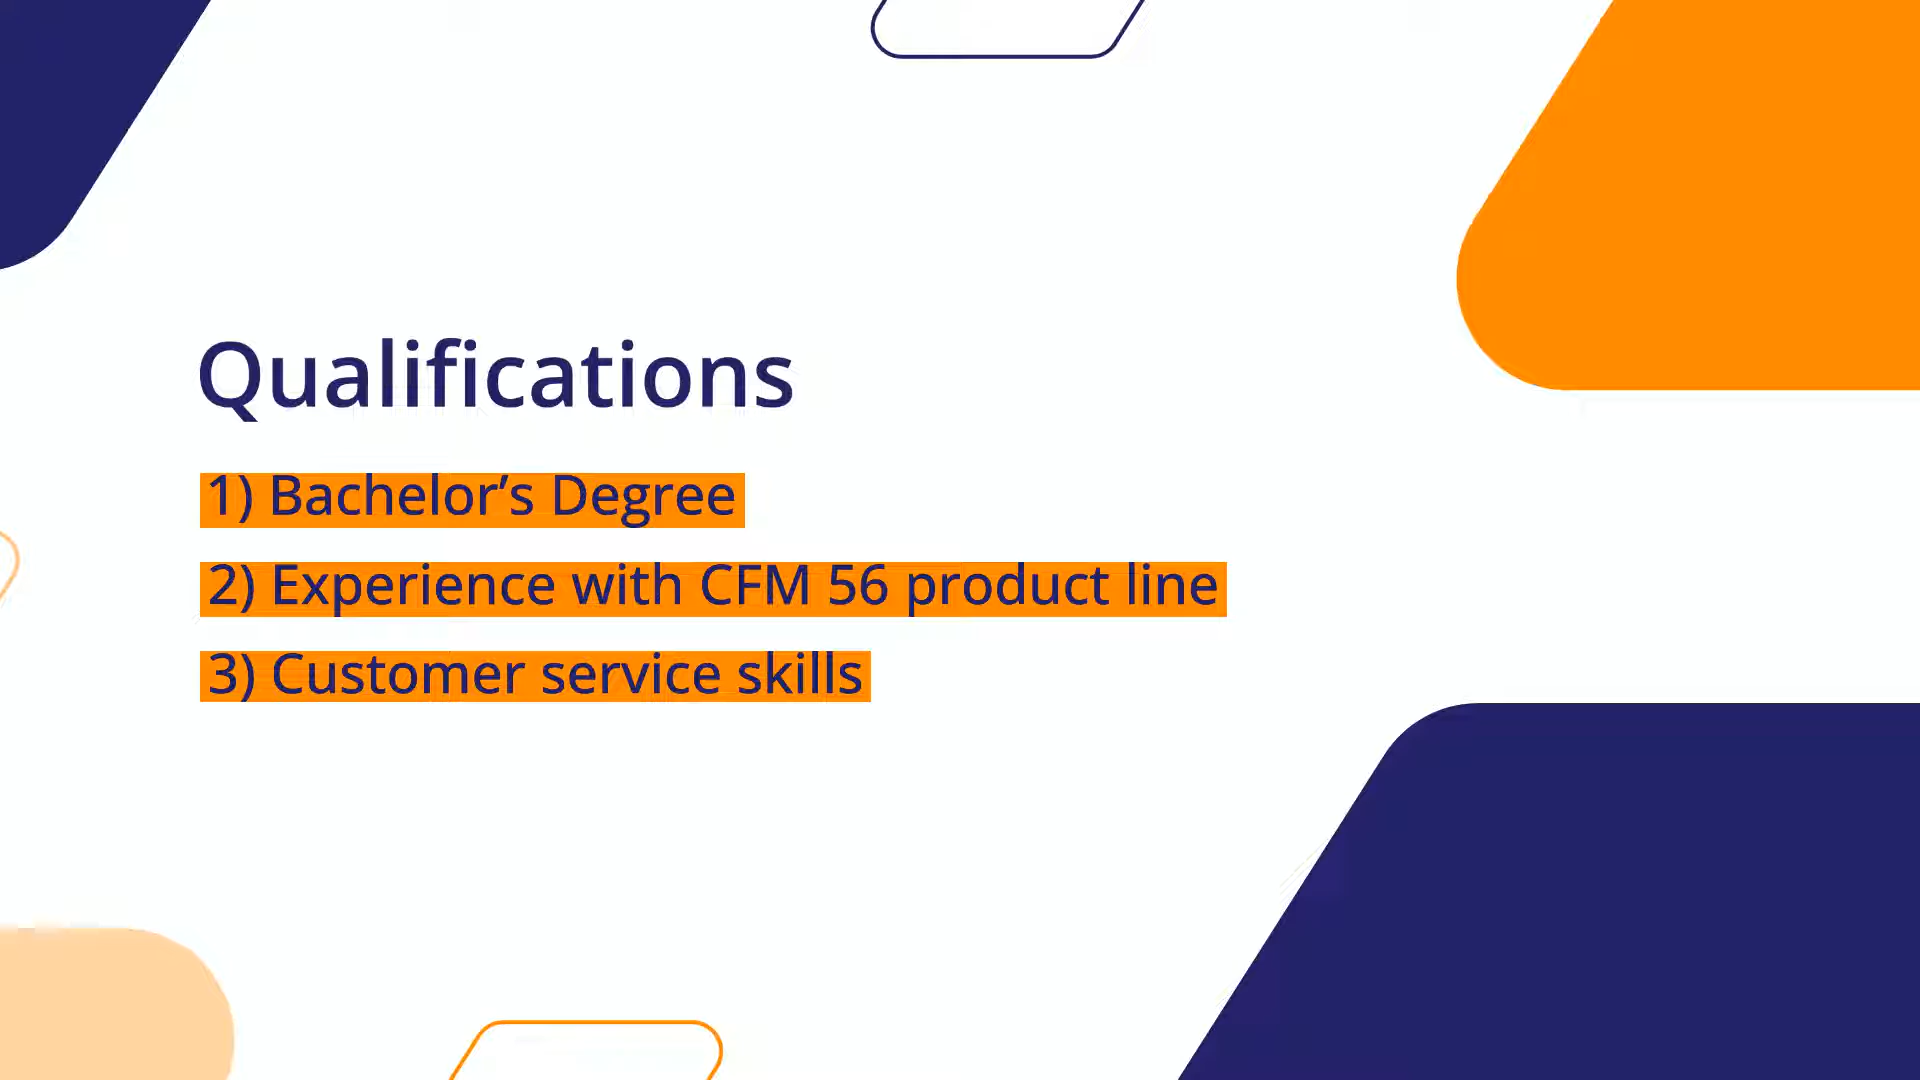 Qualifications
1) Bachelor’s Degree
2) Experience with CFM 56 product line
3) Customer service skills